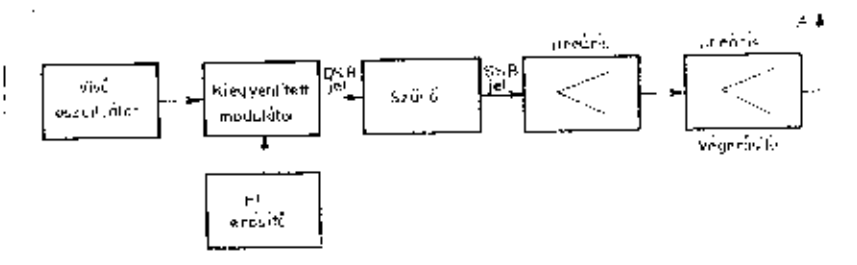 vivő
oszcillátor
Kiegyenlített
modulátor
DSB
jel
Szűrő
SSB
jel
lineáris
lineáris
végerősítő
HF
erősítő